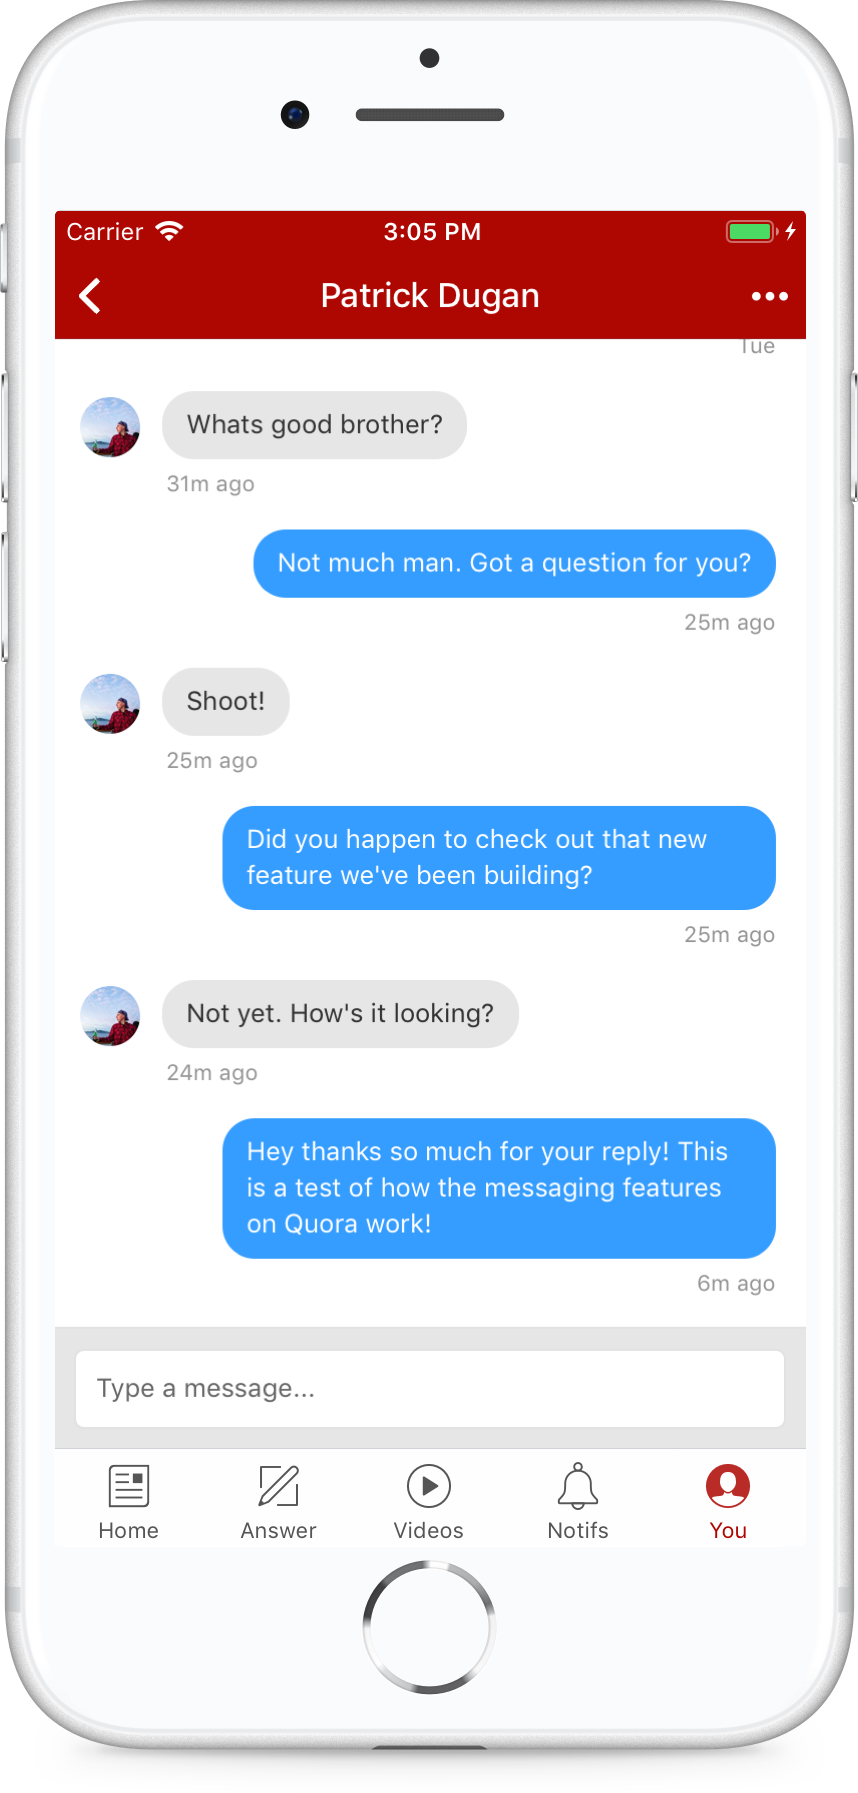 Carrier
3:05 PM
Patrick Dugan
Tue
Whats good brother?
31m ago
Not much man. Got a question for you?
25m ago
Shoot!
25m ago
Did you happen to check out that new
feature we've been building?
25m ago
Not yet. How's it looking?
24m ago
Hey thanks so much for your reply! This
is a test of how the messaging features
on Quora work!
6m ago
Type a message...
Home
Answer
Videos
Notifs
You